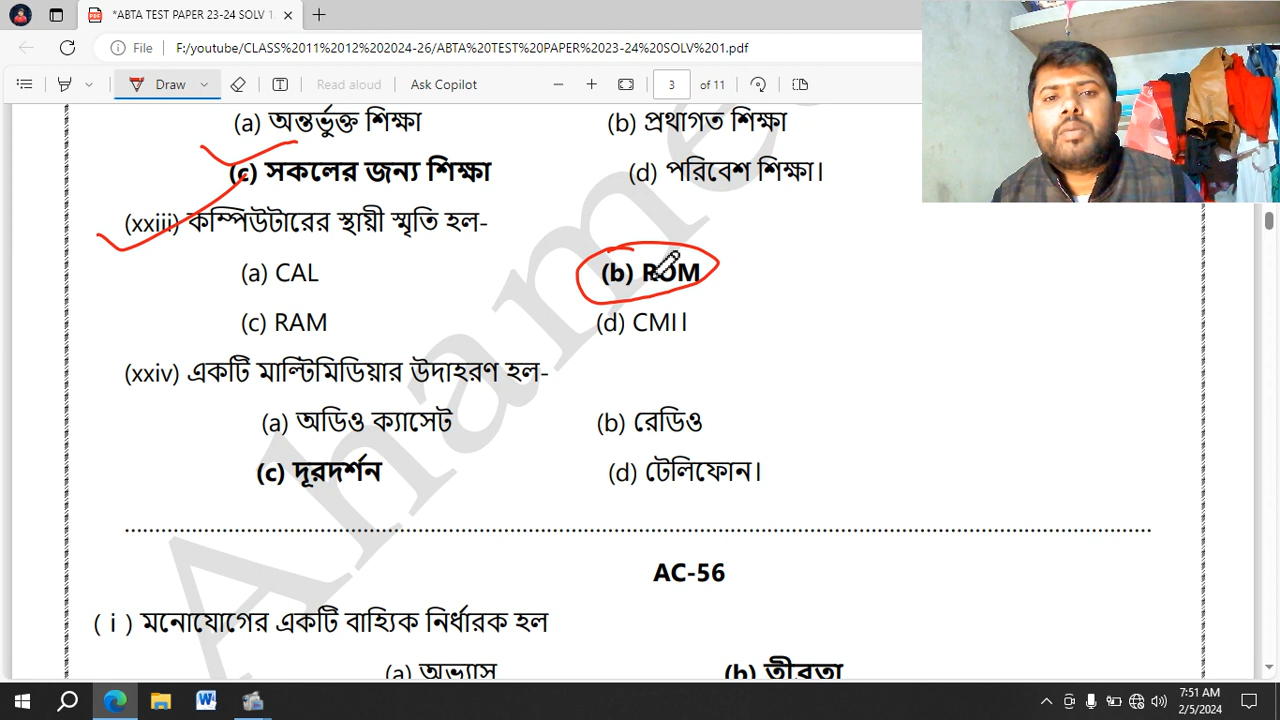 *ABTA TEST PAPER 23-24 SOLV 1.
File F:/youtube/CLASS%2011%2012%202024-26/ABTA%20TEST%20PAPER%2023-24%20SOLV%201.pdf
Draw Read aloud Ask Copilot 3 of 11
(a) অন্তর্ভুক্ত শিক্ষা (b) প্রথাগত শিক্ষা
(c) সকলের জন্য শিক্ষা (d) পরিবেশ শিক্ষা।
(xxiii) কম্পিউটারের স্থায়ী স্মৃতি হল-
(a) CAL (b) ROM
(c) RAM (d) CMI।
(xxiv) একটি মাল্টিমিডিয়ার উদাহরণ হল-
(a) অডিও ক্যাসেট (b) রেডিও
(c) দূরদর্শন (d) টেলিফোন।
AC-56
( i ) মনোযোগের একটি বাহ্যিক নির্ধারক হল
(a) অভ্যাস (b) তীব্রতা
7:51 AM
2/5/2024